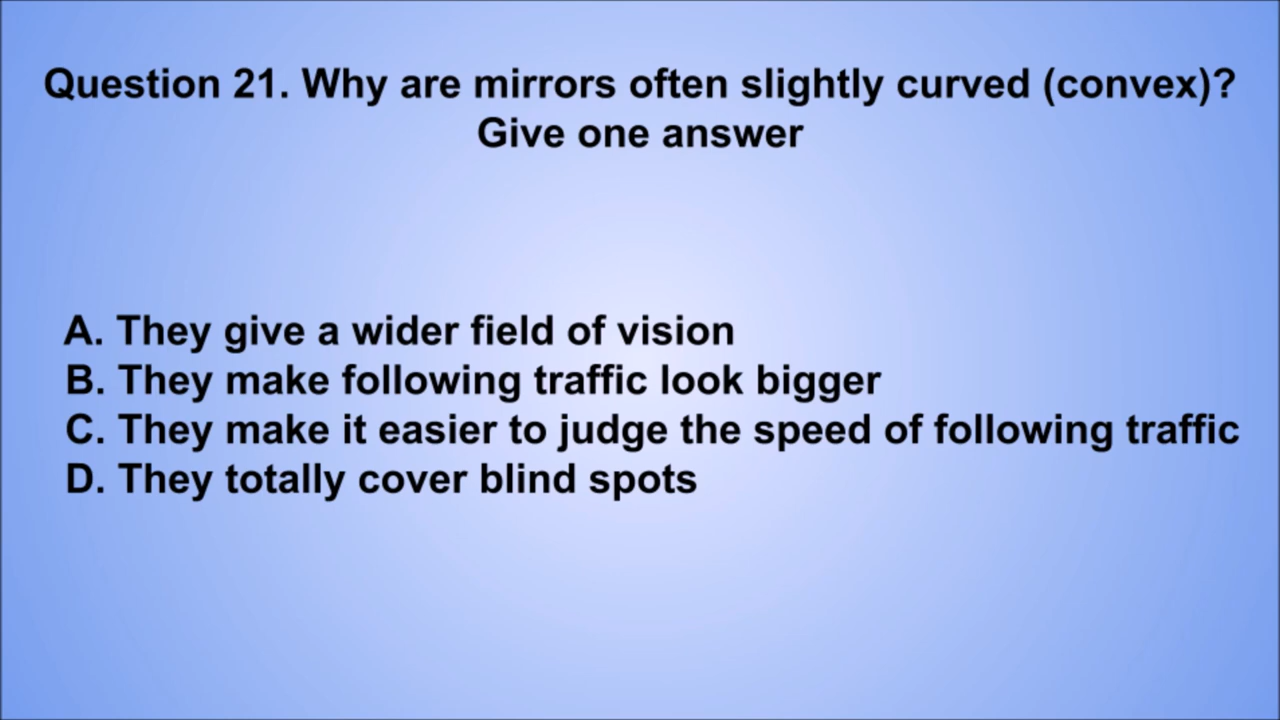 Question 21. Why are mirrors often slightly curved (convex)?
Give one answer
A. They give a wider field of vision
B. They make following traffic look bigger
C. They make it easier to judge the speed of following traffic
D. They totally cover blind spots